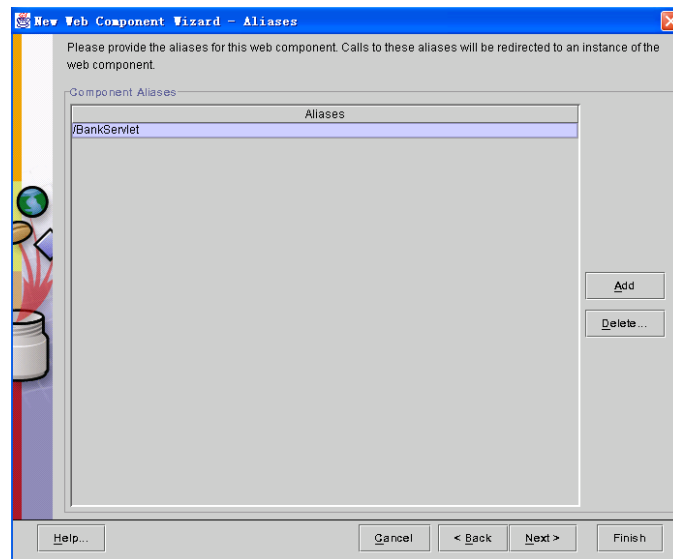 New Web Component Wizard - Aliases
Please provide the aliases for this web component. Calls to these aliases will be redirected to an instance of the
web component.
Component Aliases
Aliases
/BankServlet
Add
Delete...
Help...
Cancel
< Back
Next >
Finish